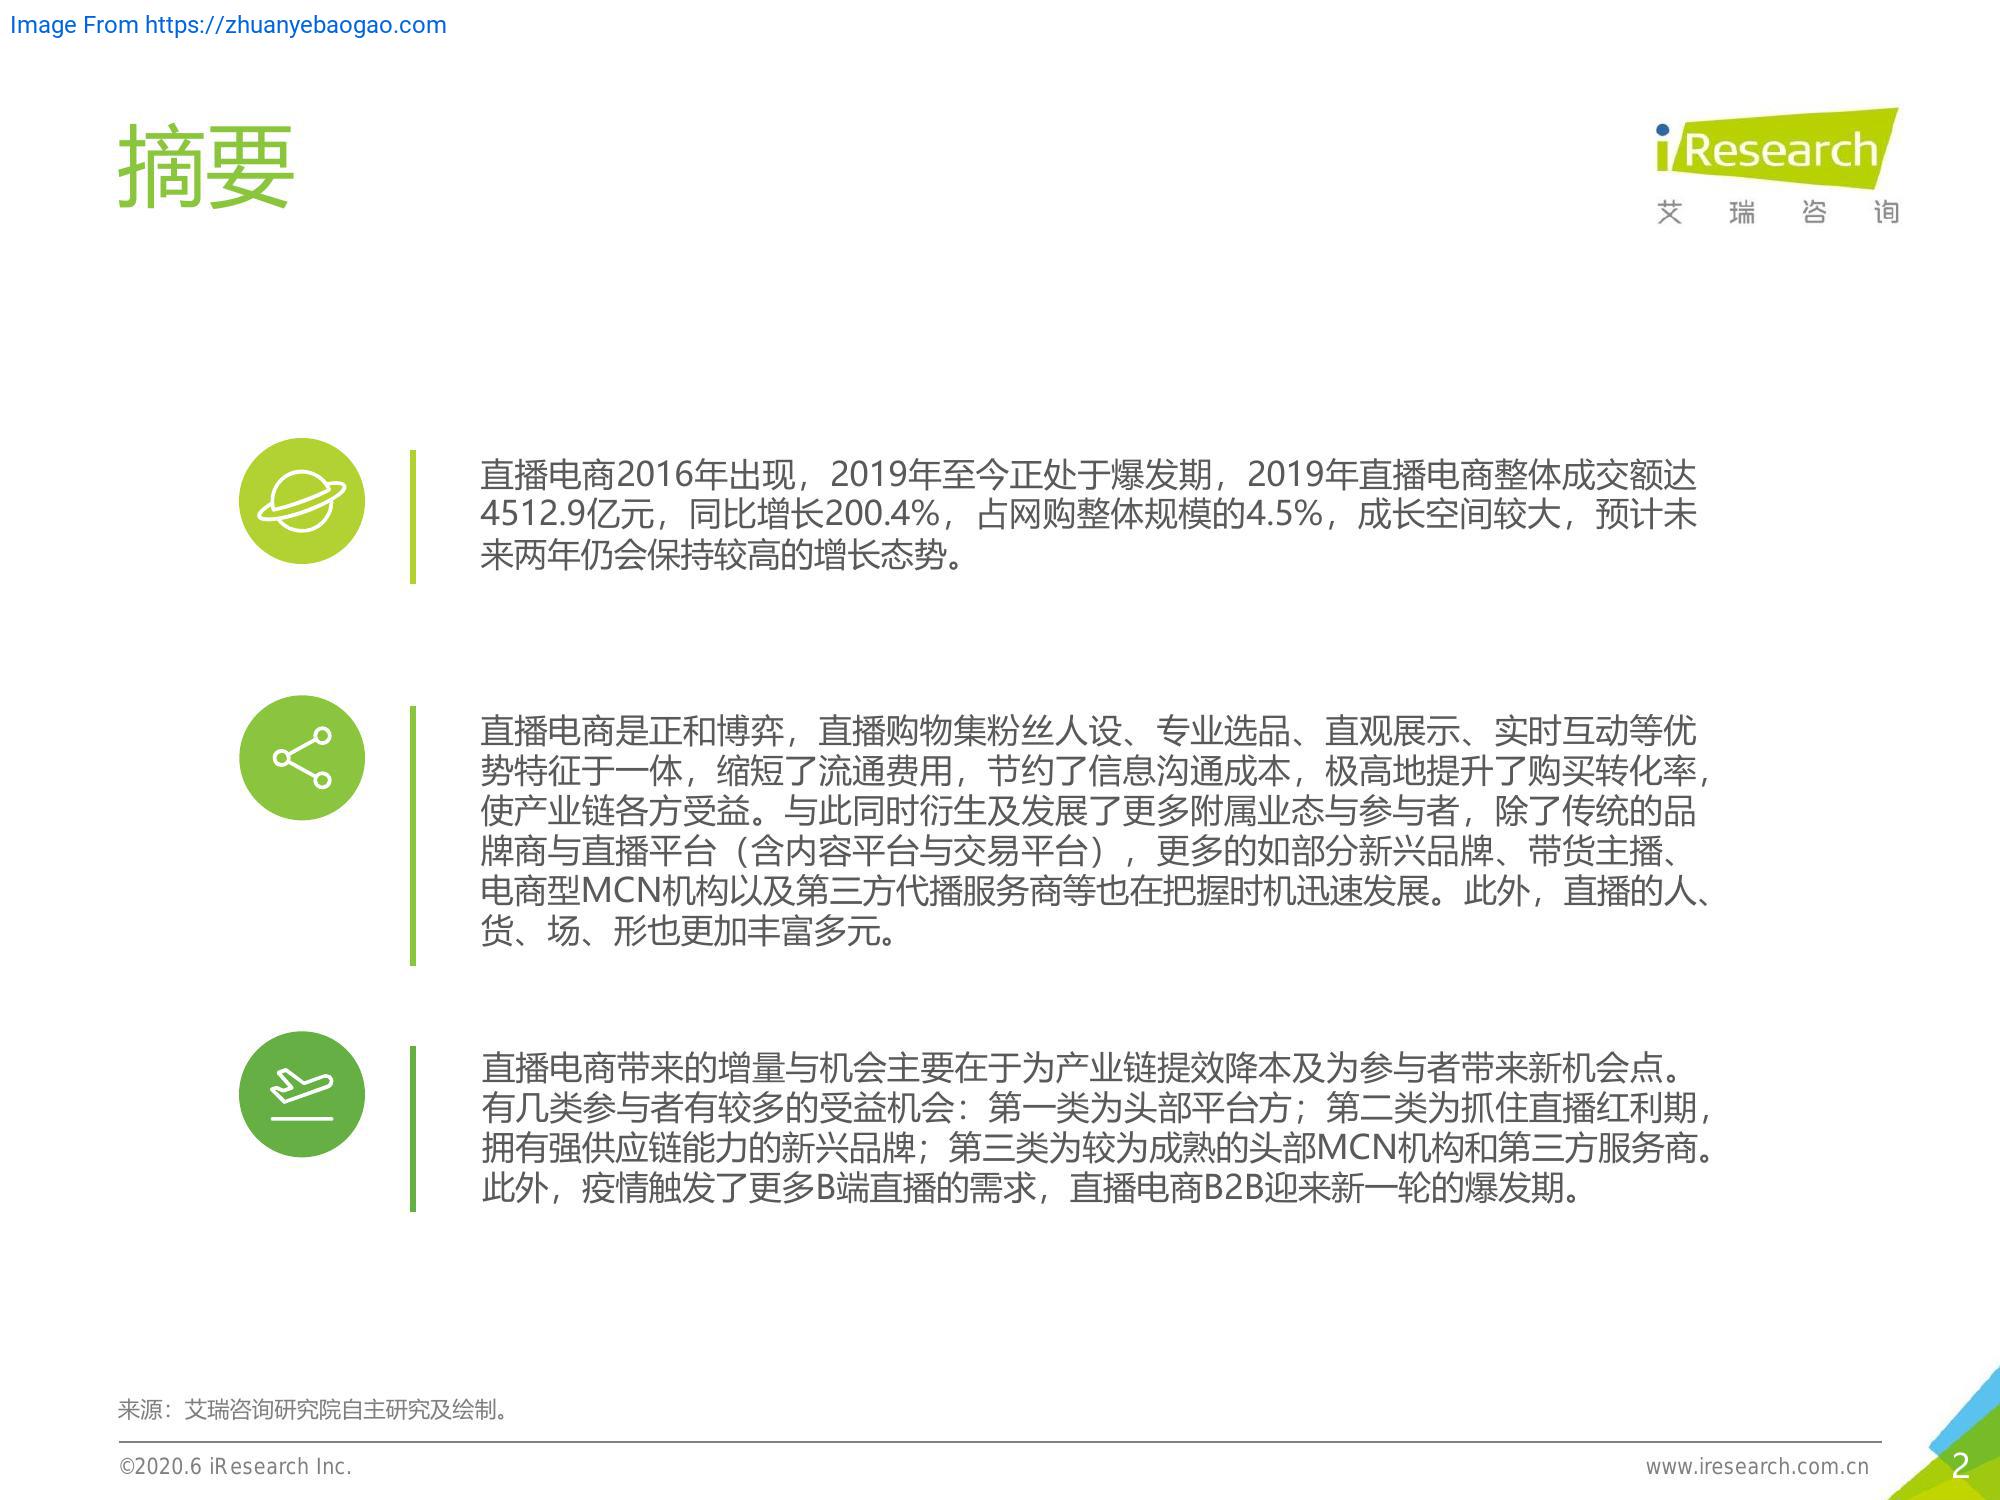 Image From https://zhuanyebaogao.com
摘要
iResearch
艾瑞咨询
直播电商2016年出现，2019年至今正处于爆发期，2019年直播电商整体成交额达
4512.9亿元，同比增长200.4%，占网购整体规模的4.5%，成长空间较大，预计未
来两年仍会保持较高的增长态势。
直播电商是正和博弈，直播购物集粉丝人设、专业选品、直观展示、实时互动等优
势特征于一体，缩短了流通费用，节约了信息沟通成本，极高地提升了购买转化率，
使产业链各方受益。与此同时衍生及发展了更多附属业态与参与者，除了传统的品
牌商与直播平台（含内容平台与交易平台），更多的如部分新兴品牌、带货主播、
电商型MCN机构以及第三方代播服务商等也在把握时机迅速发展。此外，直播的人、
货、场、形也更加丰富多元。
直播电商带来的增量与机会主要在于为产业链提效降本及为参与者带来新机会点。
有几类参与者有较多的受益机会：第一类为头部平台方；第二类为抓住直播红利期，
拥有强供应链能力的新兴品牌；第三类为较为成熟的头部MCN机构和第三方服务商。
此外，疫情触发了更多B端直播的需求，直播电商B2B迎来新一轮的爆发期。
来源：艾瑞咨询研究院自主研究及绘制。
©2020.6 iResearch Inc.
www.iresearch.com.cn
2